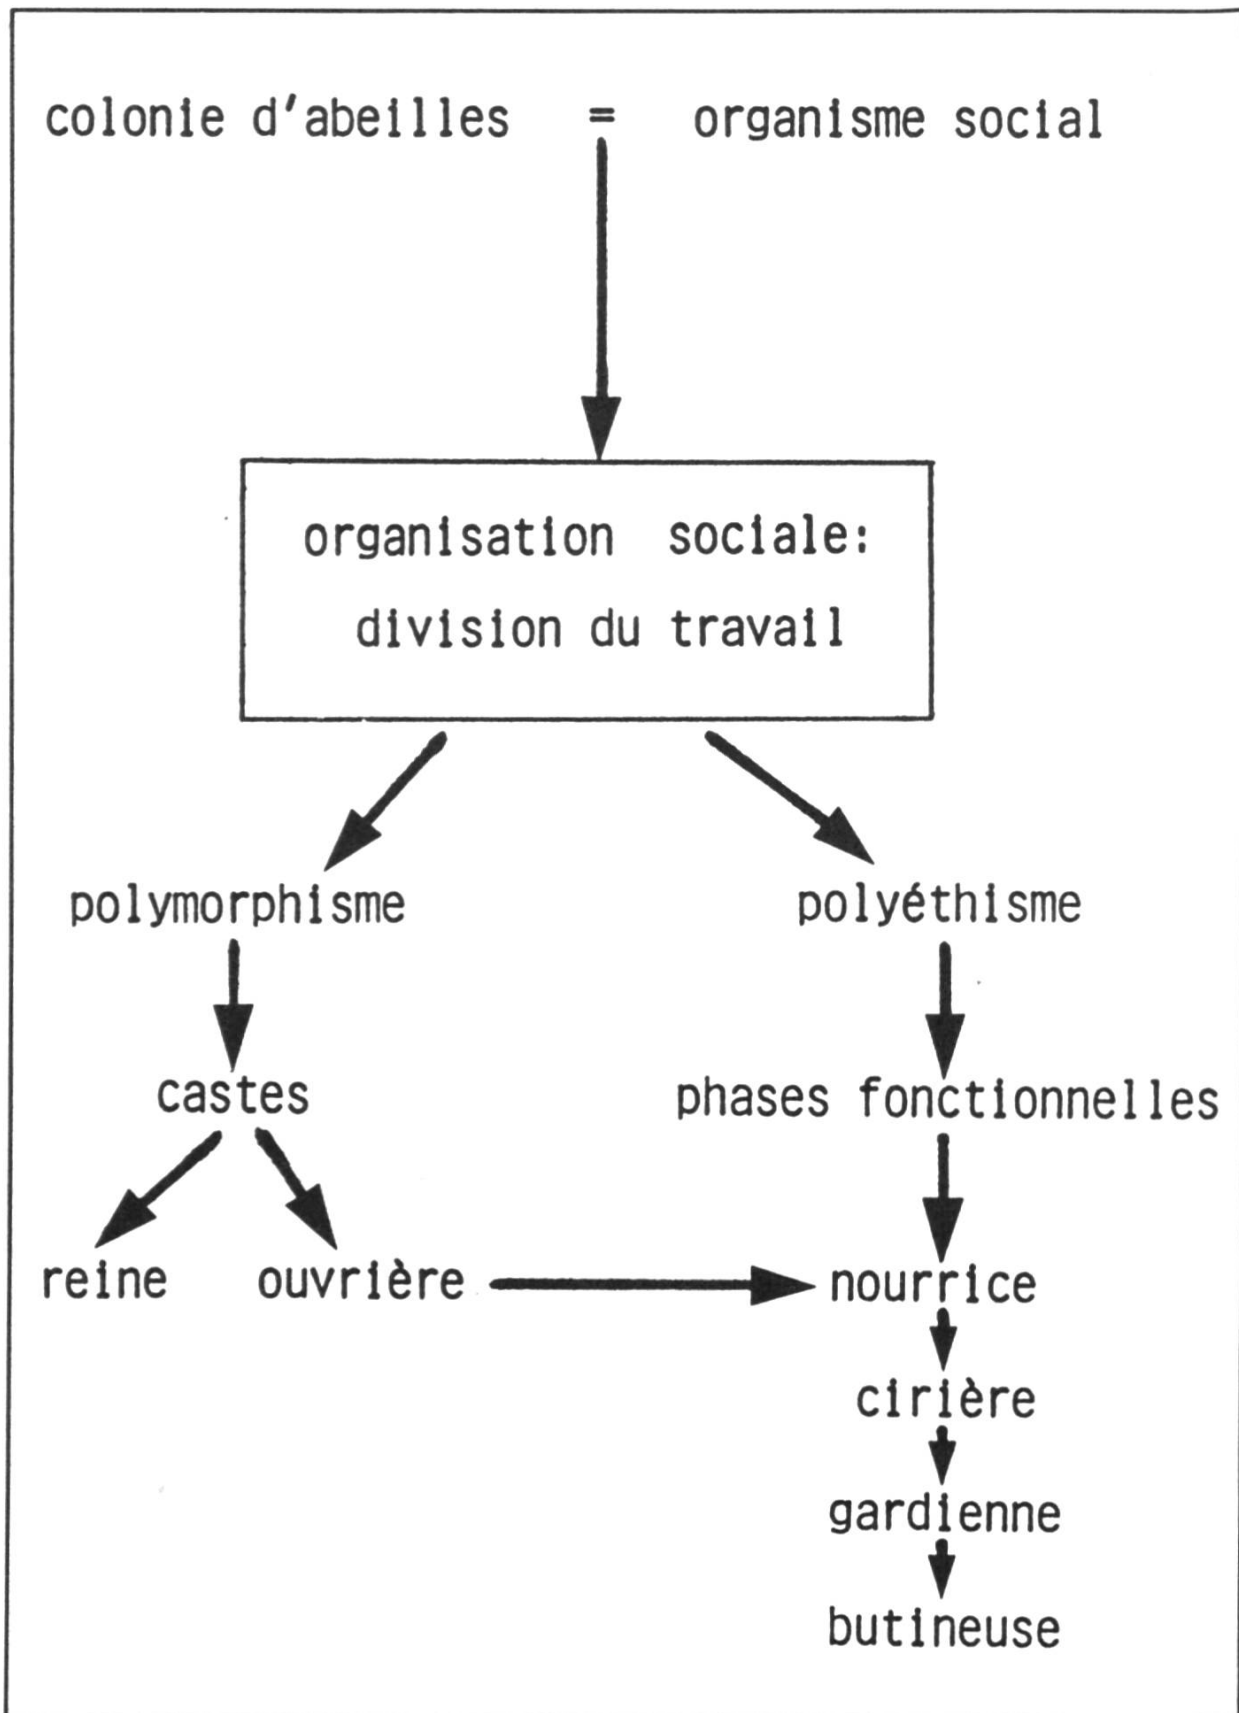 colonie d'abeilles = organisme social
organisation sociale:
division du travail
polymorphisme polyéthisme
castes phases fonctionnelles
reine ouvrière nourrice
cirière
gardienne
butineuse